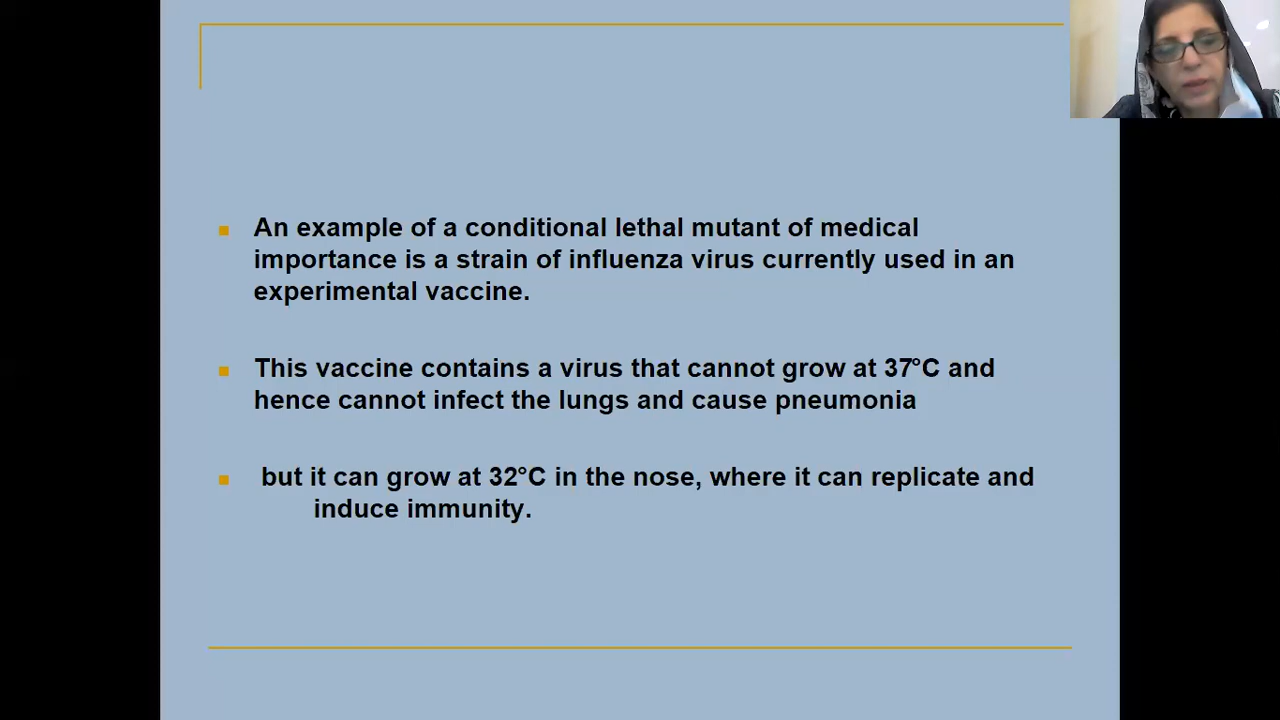 An example of a conditional lethal mutant of medical
importance is a strain of influenza virus currently used in an
experimental vaccine.
This vaccine contains a virus that cannot grow at 37°C and
hence cannot infect the lungs and cause pneumonia
but it can grow at 32°C in the nose, where it can replicate and
induce immunity.